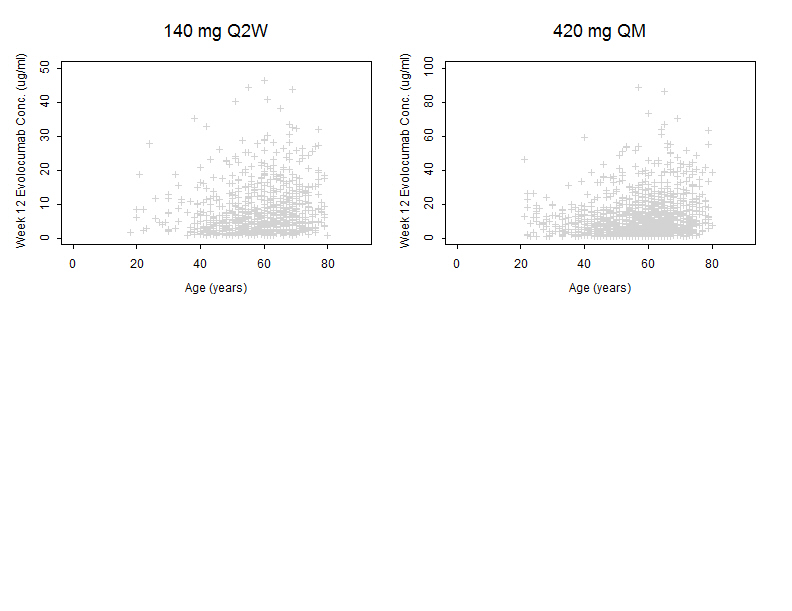 140 mg Q2W
Week 12 Evolocumab Conc. (ug/ml)
50
40
30
20
10
0
0 20 40 60 80
Age (years)
420 mg QM
Week 12 Evolocumab Conc. (ug/ml)
100
80
60
40
20
0
0 20 40 60 80
Age (years)